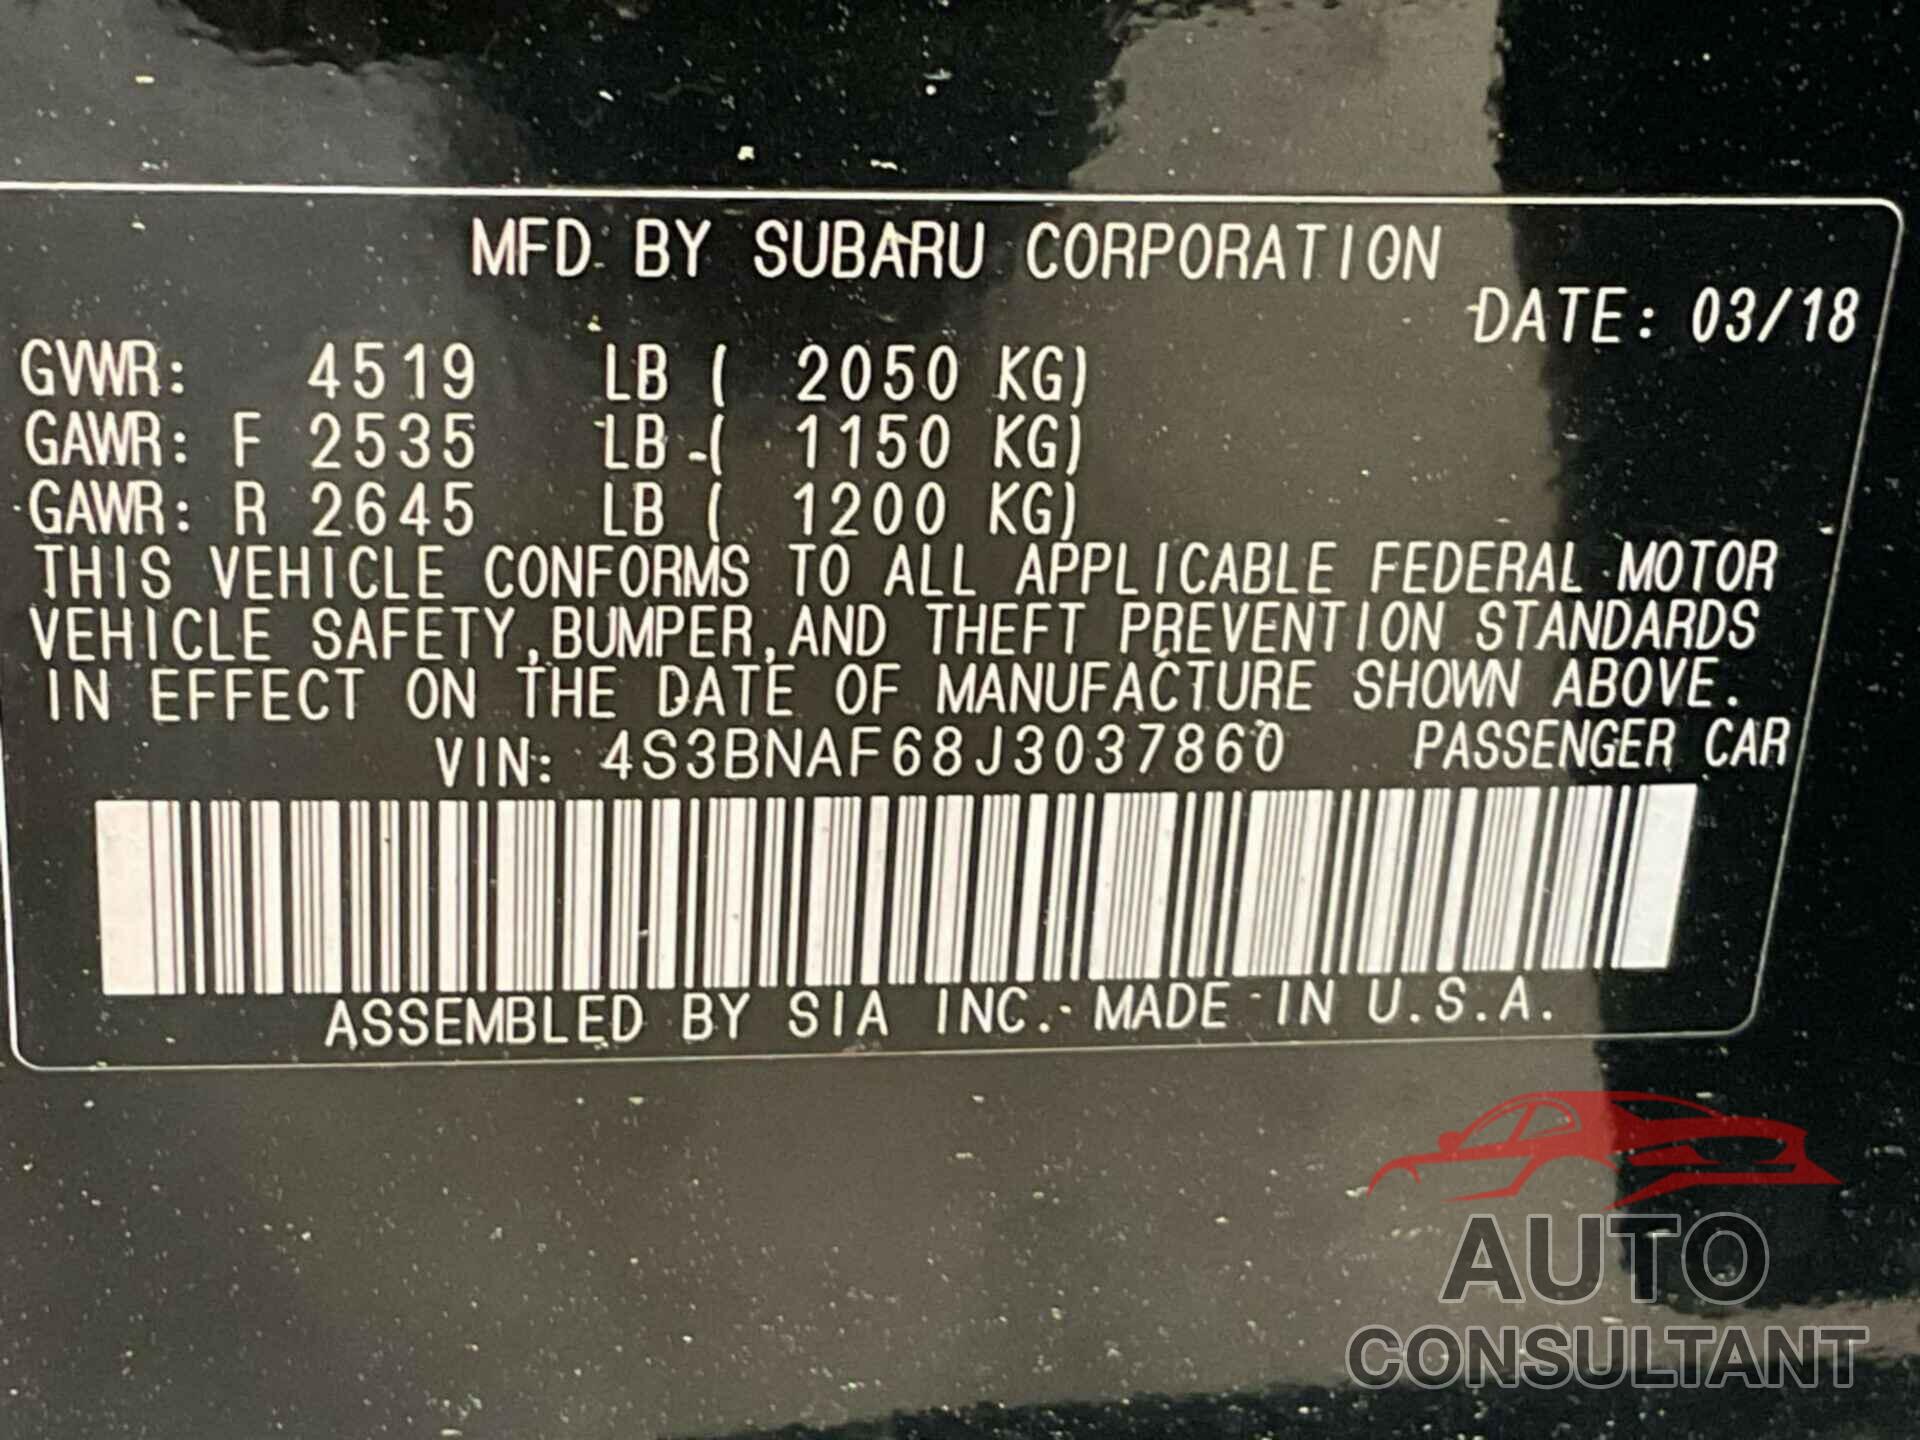 MFD BY SUBARU CORPORATION
DATE: 03/18
GVWR: 4519 LB ( 2050 KG)
GAWR: F 2535 LB ( 1150 KG)
GAWR: R 2645 LB ( 1200 KG)
THIS VEHICLE CONFORMS TO ALL APPLICABLE FEDERAL MOTOR
VEHICLE SAFETY,BUMPER,AND THEFT PREVENTION STANDARDS
IN EFFECT ON THE DATE OF MANUFACTURE SHOWN ABOVE.
VIN: 4S3BNAF68J3037860 PASSENGER CAR
ASSEMBLED BY SIA INC. MADE IN U.S.A.
AUTO
CONSULTANT